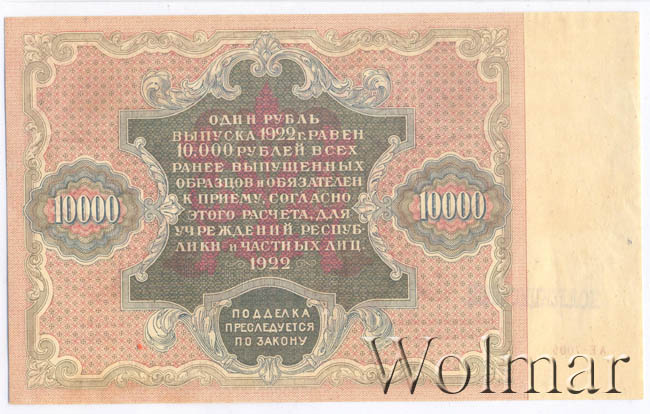 ОДИН РУБЛЬ
ВЫПУСКА 1922 г. РАВЕН
10.000 РУБЛЕЙ ВСЕХ
РАНЕЕ ВЫПУЩЕННЫХ
ОБРАЗЦОВ и ОБЯЗАТЕЛЕН
К ПРИЕМУ, СОГЛАСНО
ЭТОГО РАСЧЕТА, ДЛЯ
УЧРЕЖДЕНИЙ РЕСПУБ-
ЛИКИ и ЧАСТНЫХ ЛИЦ.
1922
10000
10000
ПОДДЕЛКА
ПРЕСЛЕДУЕТСЯ
ПО ЗАКОНУ
Wolmar